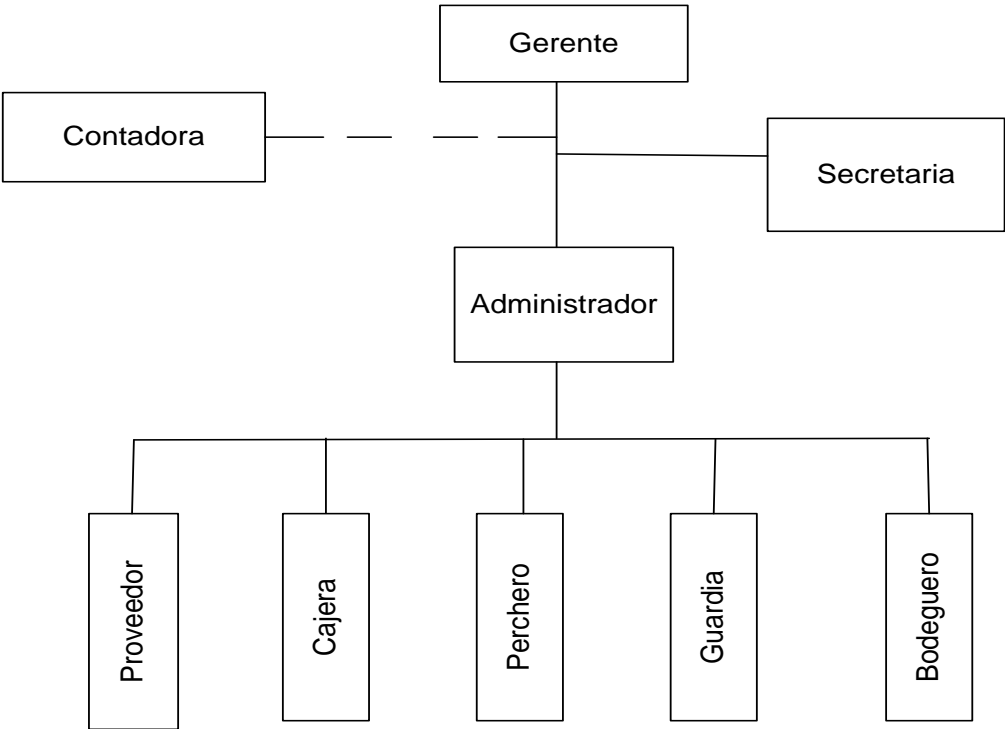 Gerente
Contadora
Secretaria
Administrador
Proveedor
Cajera
Perchero
Guardia
Bodeguero